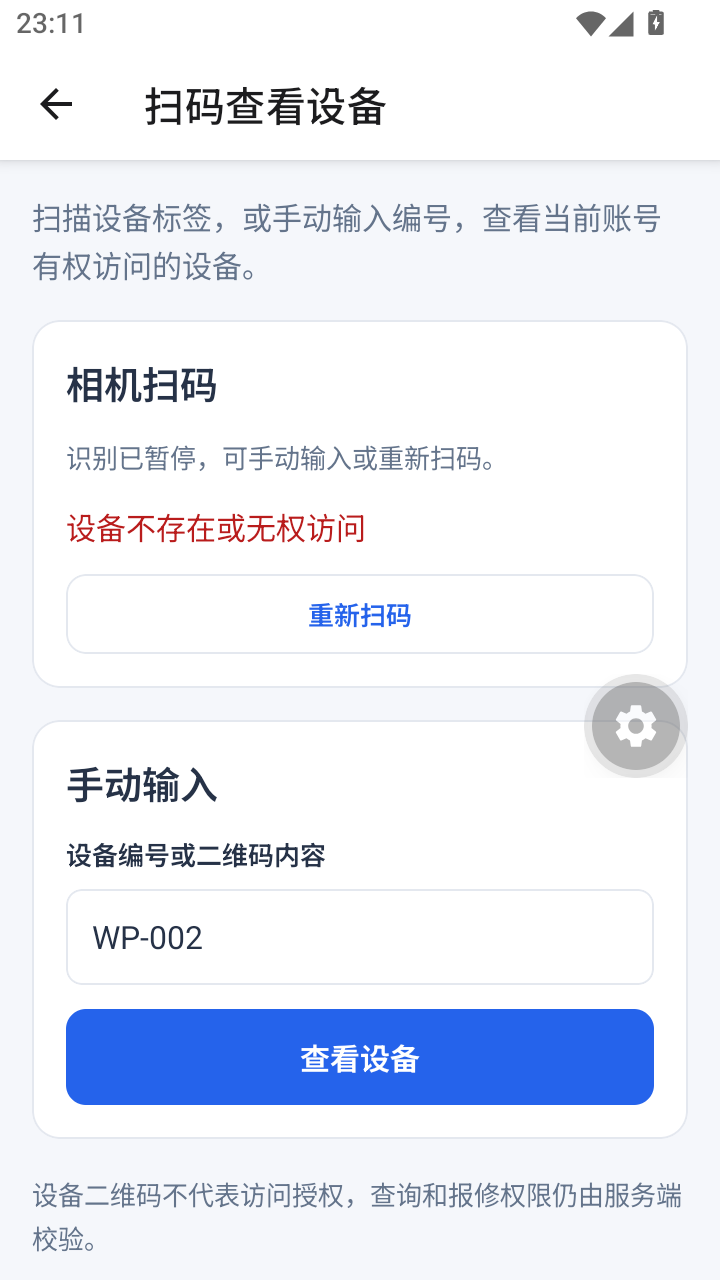 23:11
扫码查看设备
扫描设备标签，或手动输入编号，查看当前账号
有权访问的设备。
相机扫码
识别已暂停，可手动输入或重新扫码。
设备不存在或无权访问
重新扫码
手动输入
设备编号或二维码内容
WP-002
查看设备
设备二维码不代表访问授权，查询和报修权限仍由服务端
校验。